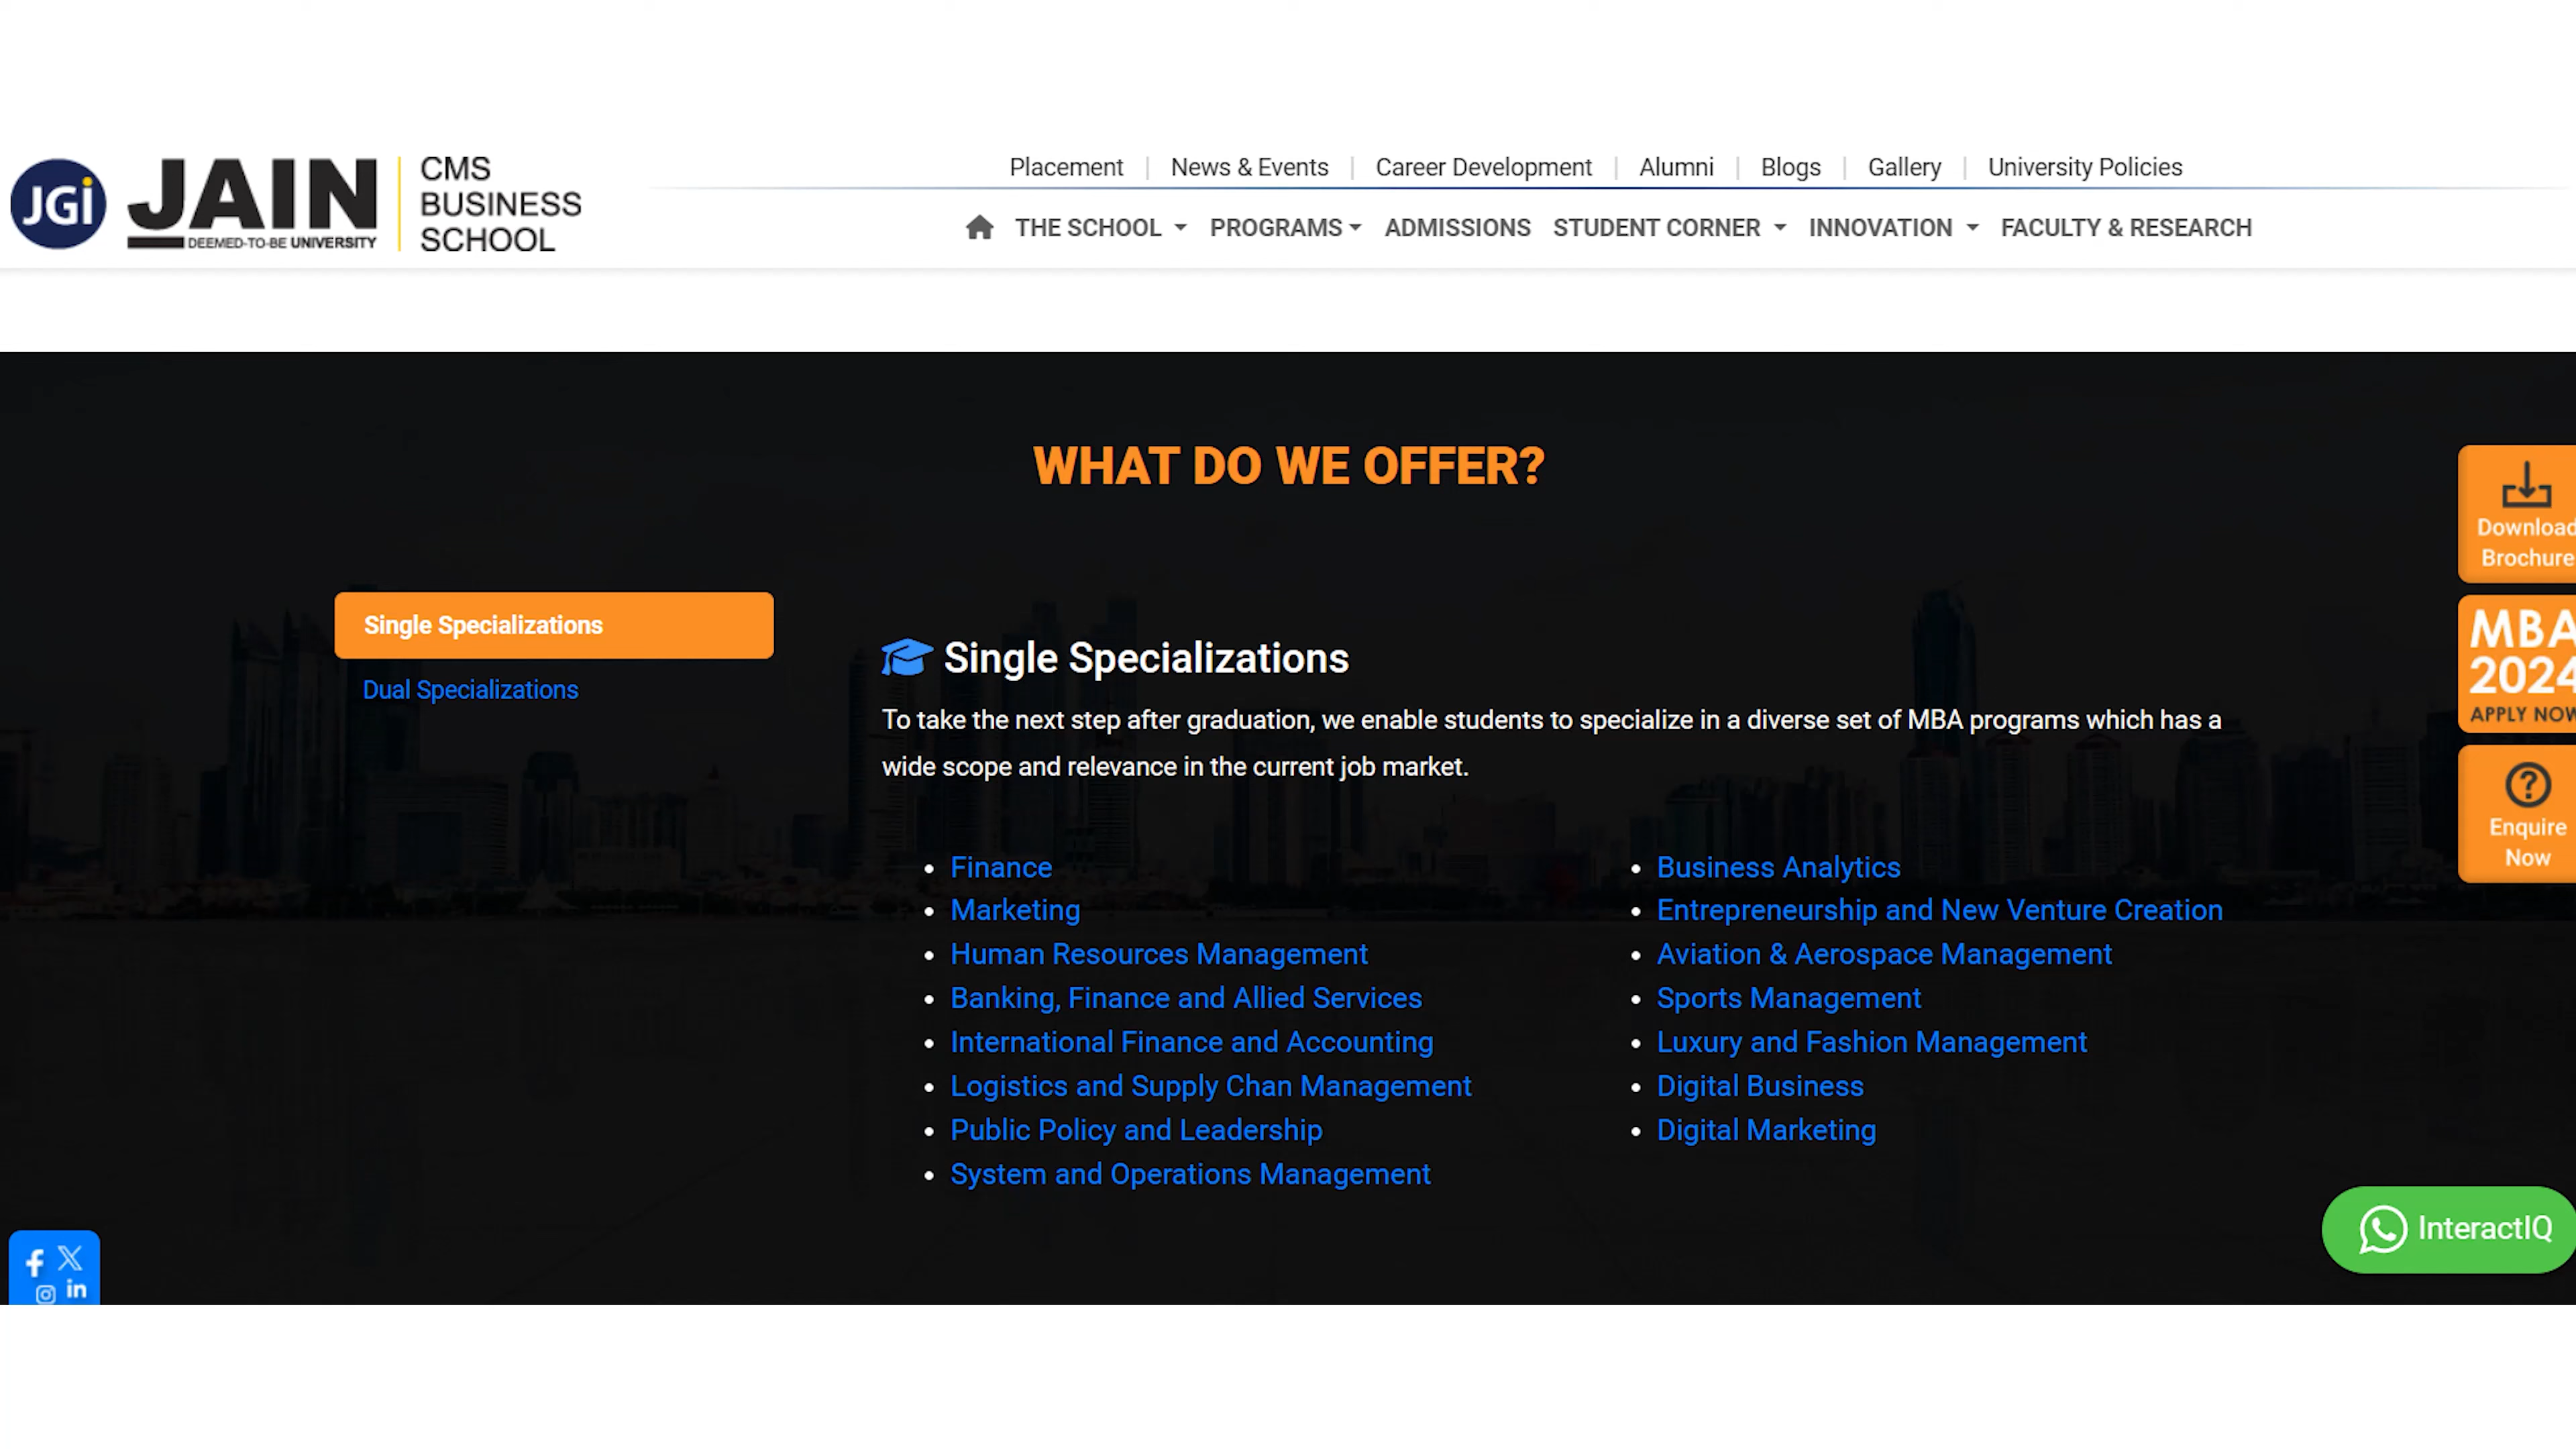 JGi JAIN DEEMED-TO-BE UNIVERSITY
CMS
BUSINESS
SCHOOL
Placement | News & Events | Career Development | Alumni | Blogs | Gallery | University Policies
THE SCHOOL PROGRAMS ADMISSIONS STUDENT CORNER INNOVATION FACULTY & RESEARCH
WHAT DO WE OFFER?
Single Specializations
Dual Specializations
Single Specializations
To take the next step after graduation, we enable students to specialize in a diverse set of MBA programs which has a
wide scope and relevance in the current job market.
Finance
Marketing
Human Resources Management
Banking, Finance and Allied Services
International Finance and Accounting
Logistics and Supply Chan Management
Public Policy and Leadership
System and Operations Management
Business Analytics
Entrepreneurship and New Venture Creation
Aviation & Aerospace Management
Sports Management
Luxury and Fashion Management
Digital Business
Digital Marketing
Download
Brochure
MBA
2024
APPLY NOW
Enquire
Now
InteractIQ